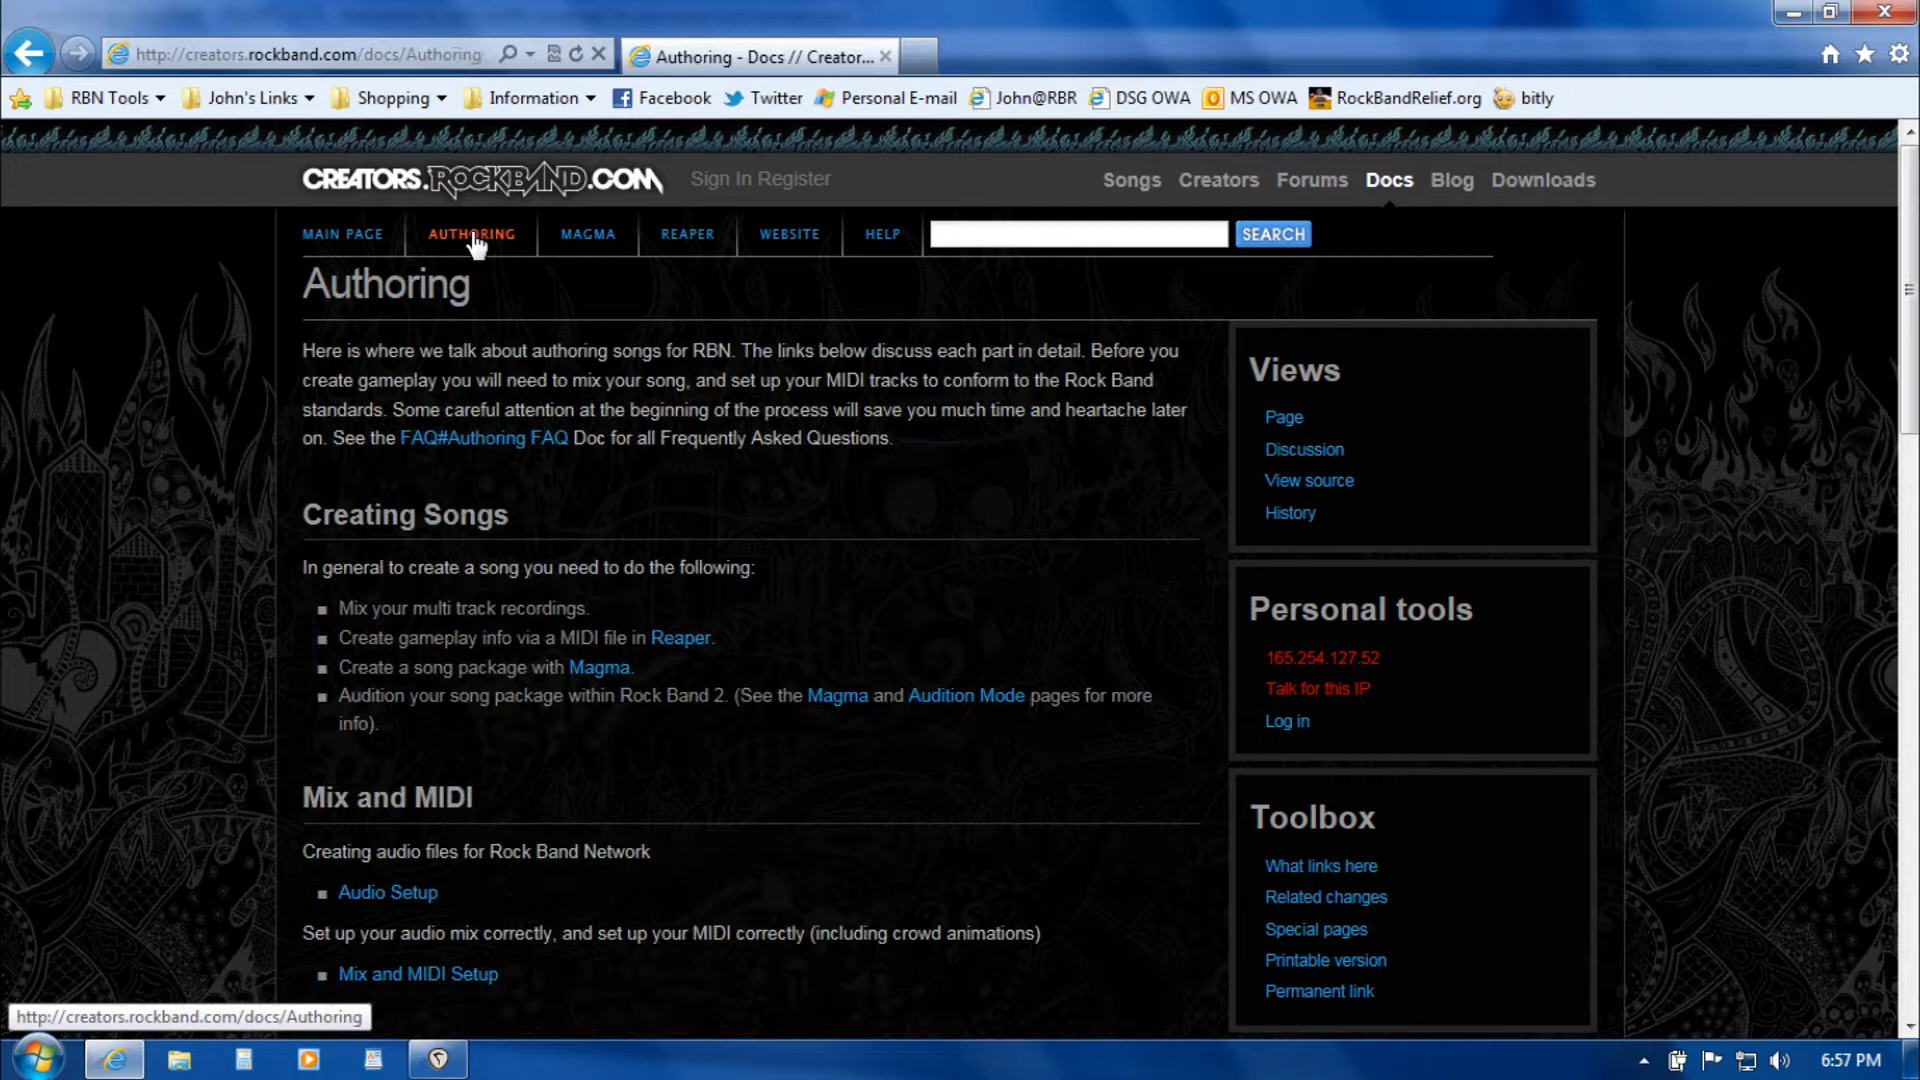 http://creators.rockband.com/docs/Authoring
Authoring - Docs // Creator...
RBN Tools
John's Links
Shopping
Information
Facebook
Twitter
Personal E-mail
John@RBR
DSG OWA
MS OWA
RockBandRelief.org
bitly
CREATORS.ROCKBAND.COM
Sign In Register
Songs
Creators
Forums
Docs
Blog
Downloads
MAIN PAGE
AUTHORING
MAGMA
REAPER
WEBSITE
HELP
SEARCH
Authoring
Here is where we talk about authoring songs for RBN. The links below discuss each part in detail. Before you
create gameplay you will need to mix your song, and set up your MIDI tracks to conform to the Rock Band
standards. Some careful attention at the beginning of the process will save you much time and heartache later
on. See the FAQ#Authoring FAQ Doc for all Frequently Asked Questions.
Creating Songs
In general to create a song you need to do the following:
Mix your multi track recordings.
Create gameplay info via a MIDI file in Reaper.
Create a song package with Magma.
Audition your song package within Rock Band 2. (See the Magma and Audition Mode pages for more
info).
Mix and MIDI
Creating audio files for Rock Band Network
Audio Setup
Set up your audio mix correctly, and set up your MIDI correctly (including crowd animations)
Mix and MIDI Setup
Views
Page
Discussion
View source
History
Personal tools
165.254.127.52
Talk for this IP
Log in
Toolbox
What links here
Related changes
Special pages
Printable version
Permanent link
http://creators.rockband.com/docs/Authoring
6:57 PM